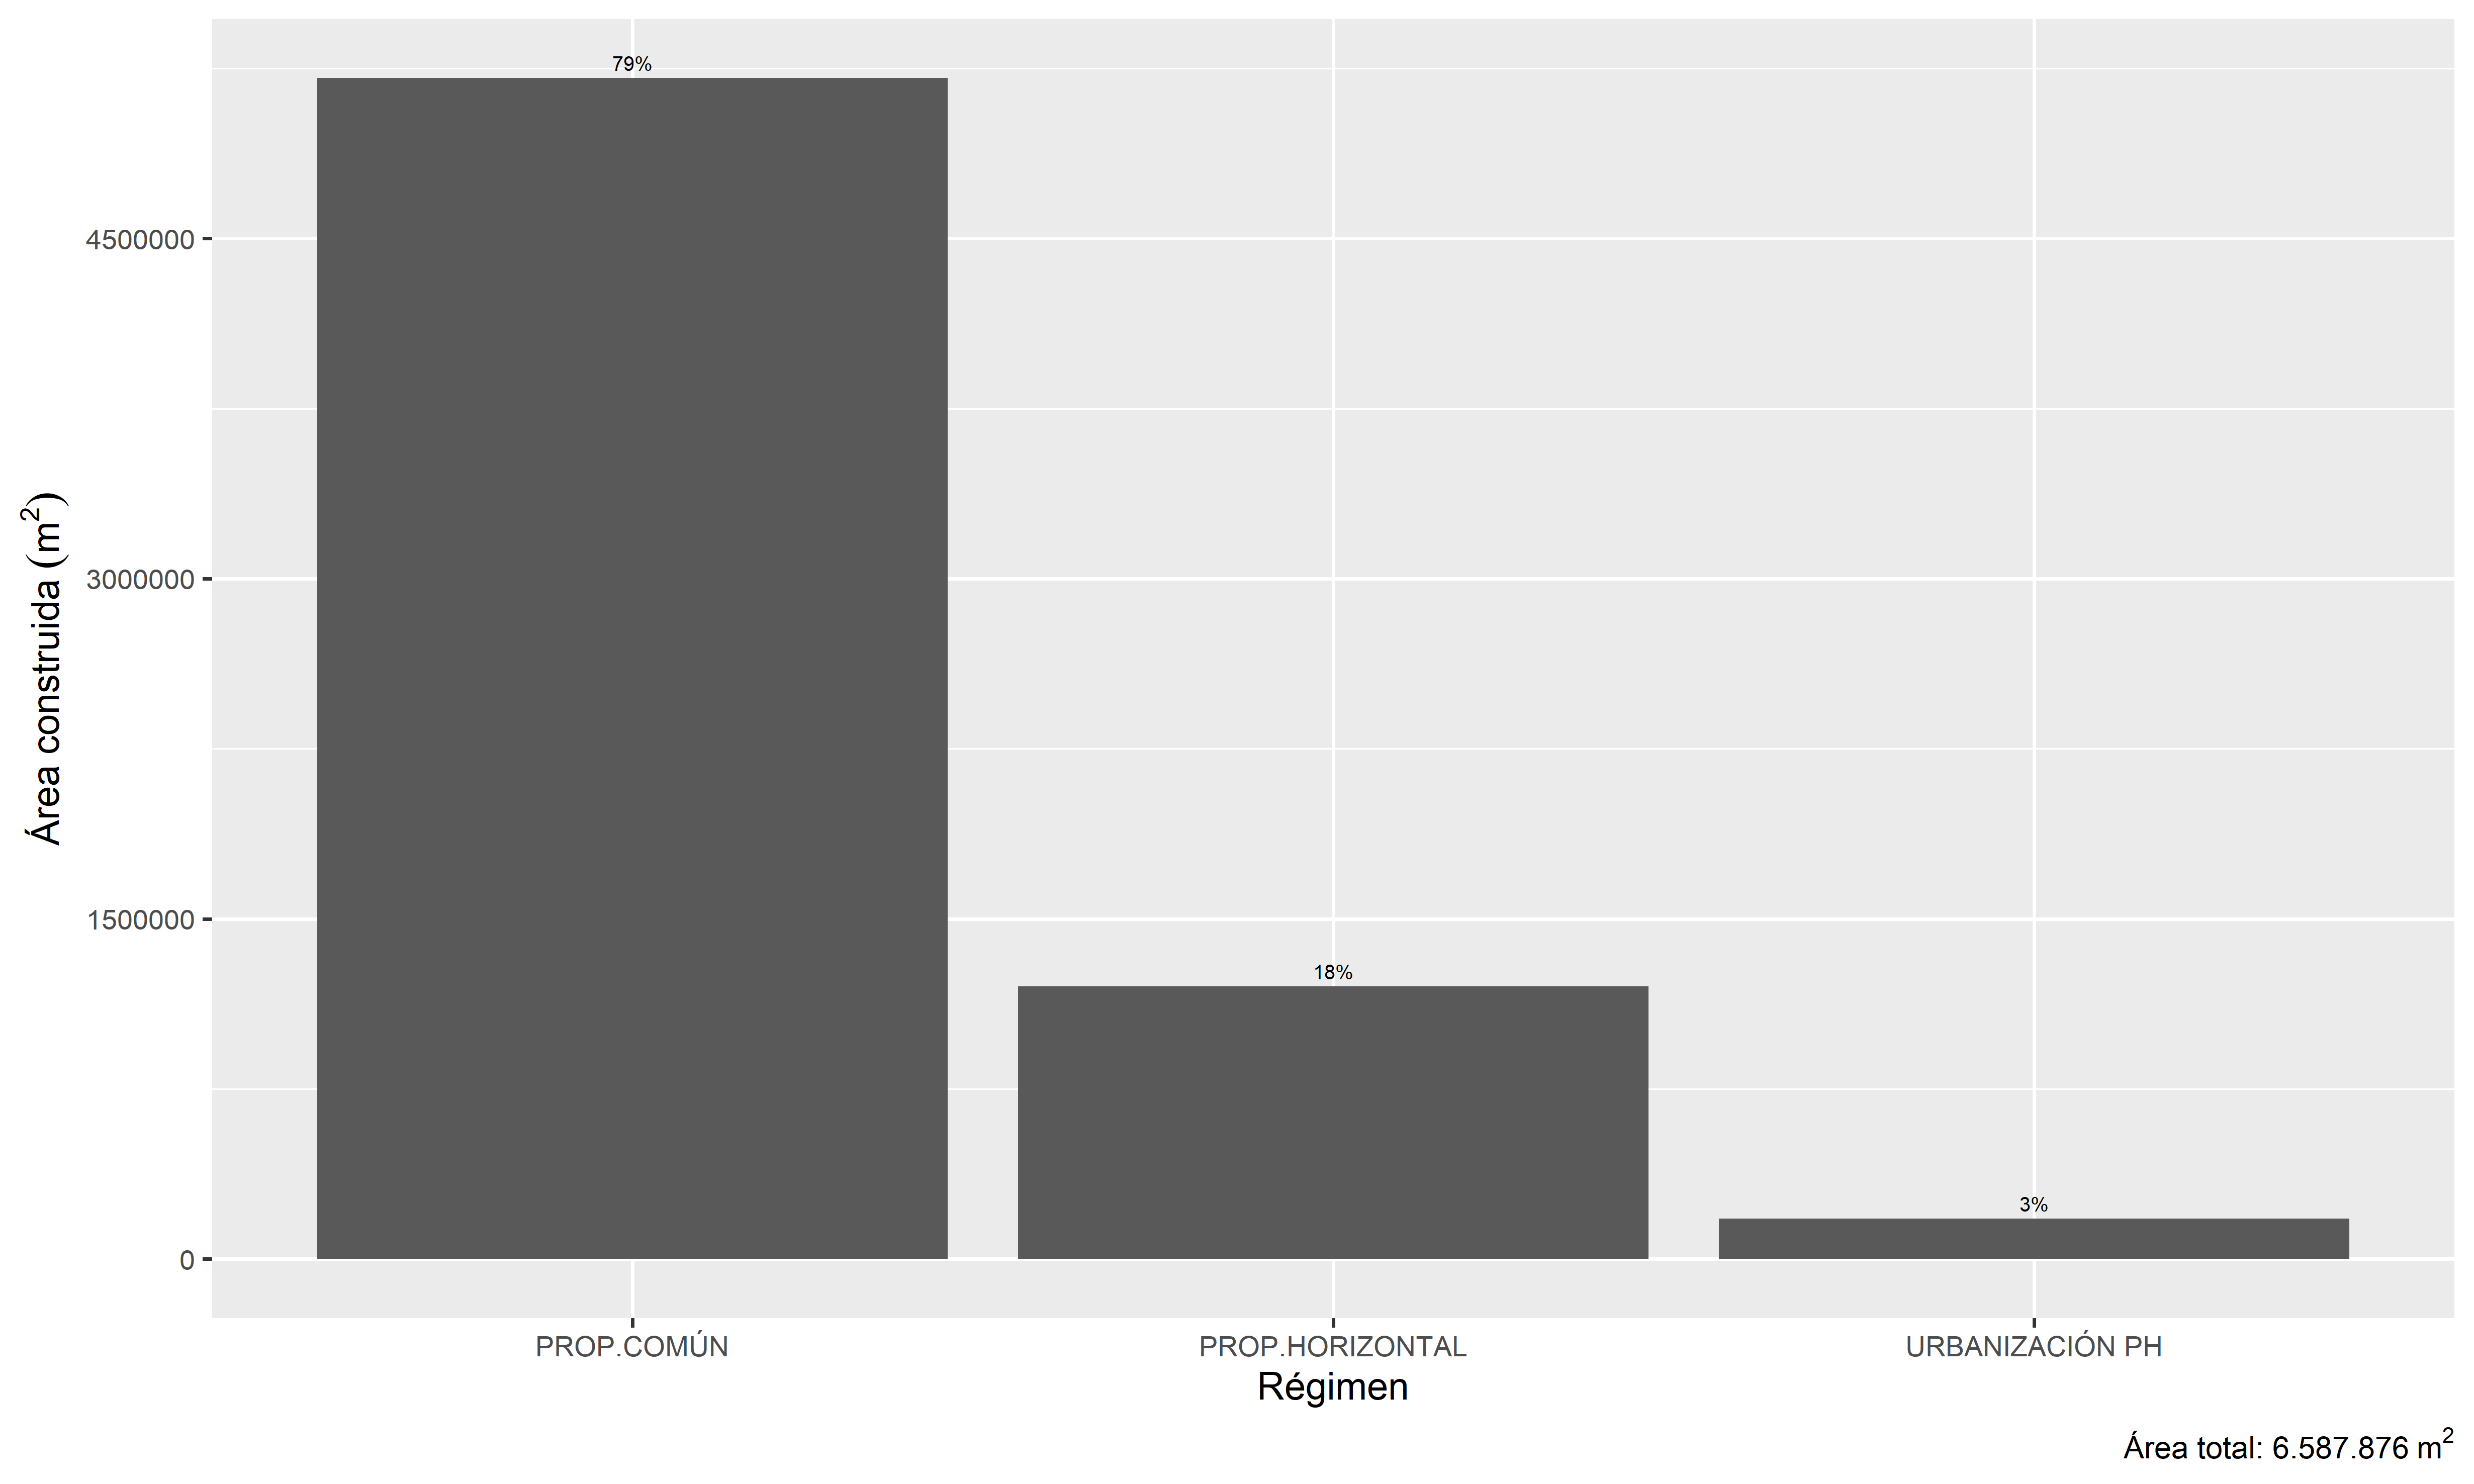 Área construida (m²)
4500000
3000000
1500000
0
79%
18%
3%
PROP.COMÚN
PROP.HORIZONTAL
URBANIZACIÓN PH
Régimen
Área total: 6.587.876 m²